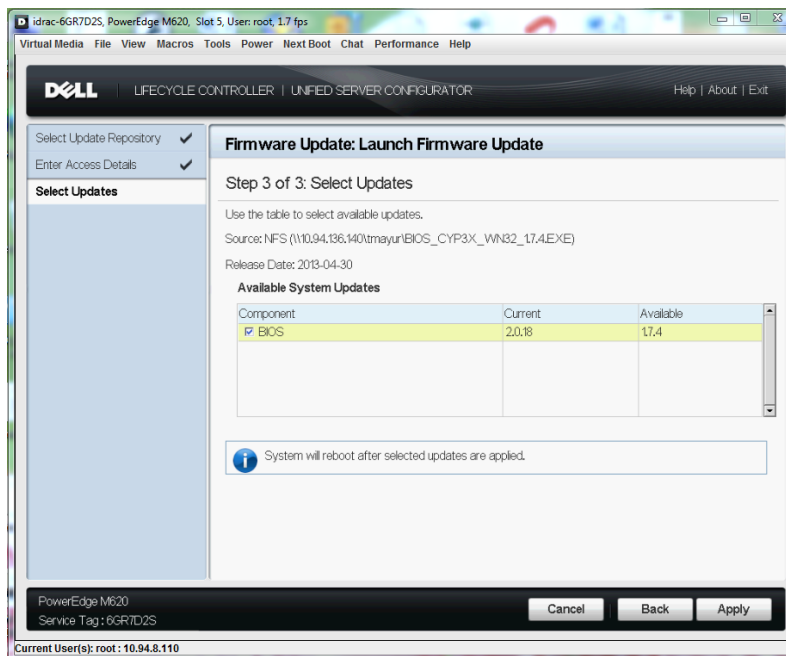 idrac-6GR7D2S, PowerEdge M620, Slot 5, User: root, 1.7 fps
Virtual Media File View Macros Tools Power Next Boot Chat Performance Help
DELL LIFECYCLE CONTROLLER | UNIFIED SERVER CONFIGURATOR Help | About | Exit
Select Update Repository
Enter Access Details
Select Updates
Firmware Update: Launch Firmware Update
Step 3 of 3: Select Updates
Use the table to select available updates.
Source: NFS (\\10.94.136.140\tmayur\BIOS_CYP3X_WN32_1.7.4.EXE)
Release Date: 2013-04-30
Available System Updates
Component Current Available
BIOS 2.0.18 1.7.4
System will reboot after selected updates are applied.
PowerEdge M620
Service Tag : 6GR7D2S
Cancel Back Apply
Current User(s): root : 10.94.8.110